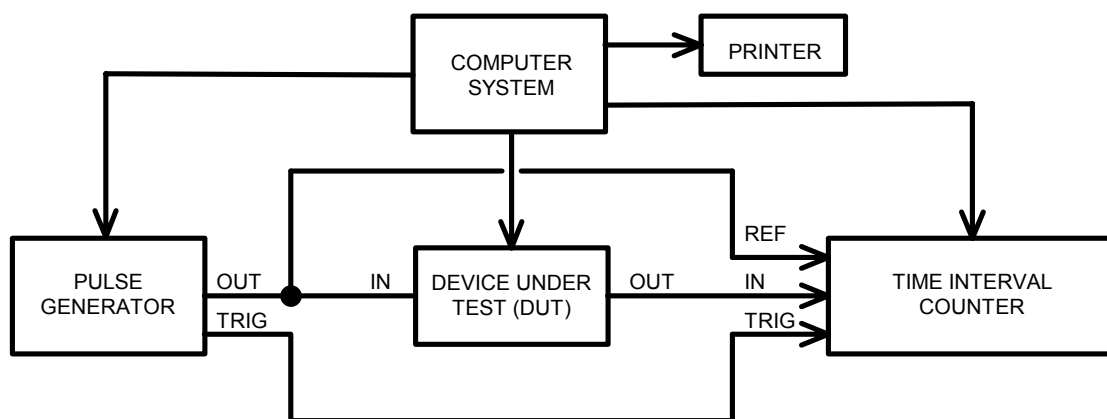 COMPUTER
SYSTEM
PRINTER
REF
PULSE
GENERATOR
OUT
TRIG
IN
DEVICE UNDER
TEST (DUT)
OUT
IN
TRIG
TIME INTERVAL
COUNTER